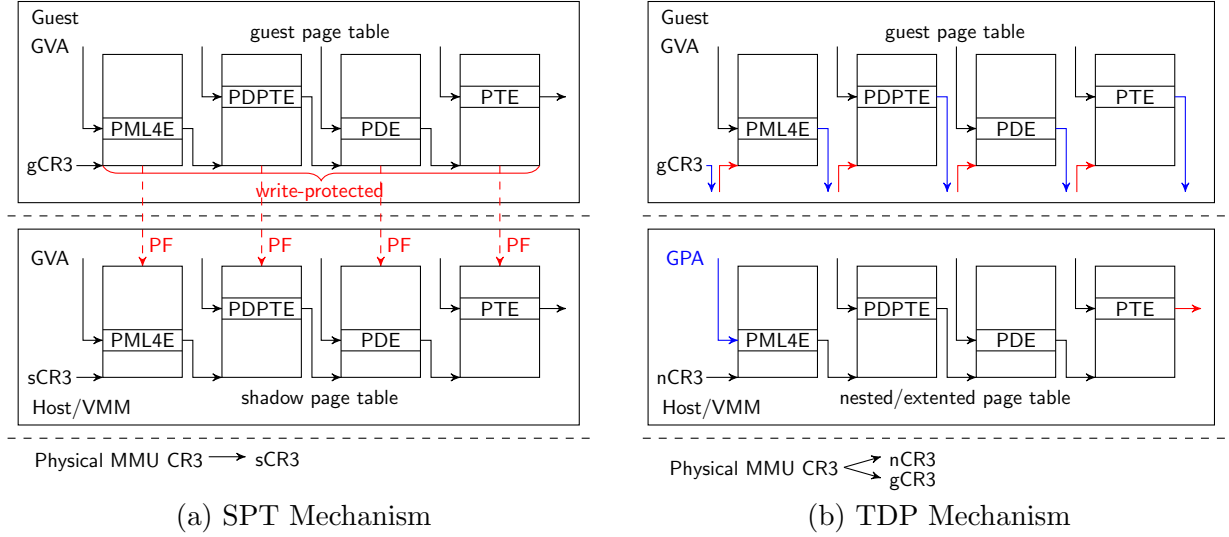 Guest
guest page table
GVA
PDPTE
PTE
PML4E
PDE
gCR3
write-protected
PF PF PF PF
GVA
PDPTE
PTE
PML4E
PDE
sCR3
shadow page table
Host/VMM
Physical MMU CR3 sCR3
(a) SPT Mechanism
Guest
guest page table
GVA
PDPTE
PTE
PML4E
PDE
gCR3
GPA
PDPTE
PTE
PML4E
PDE
nCR3
nested/extented page table
Host/VMM
nCR3
Physical MMU CR3
gCR3
(b) TDP Mechanism